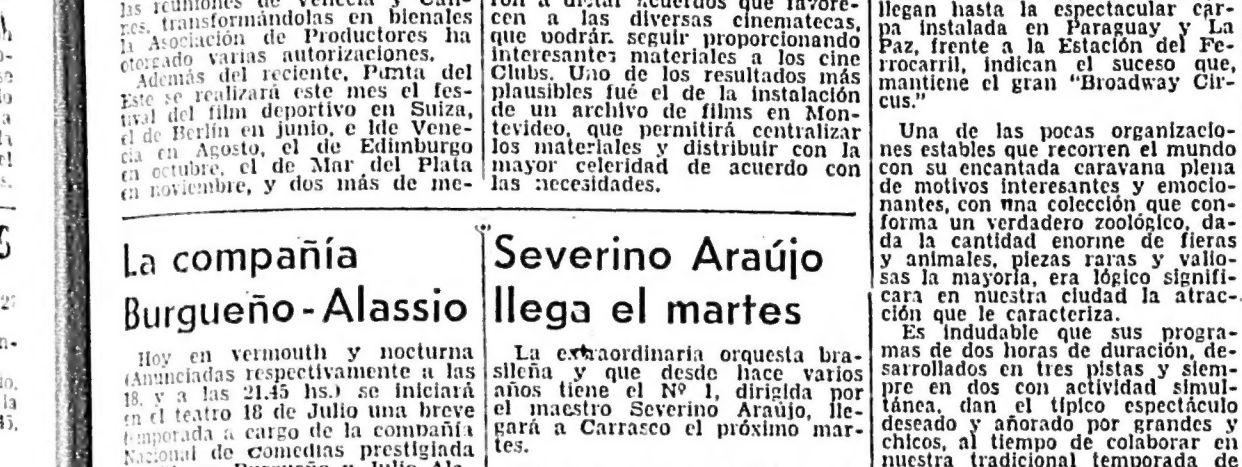 las reuniones de Venecia y Can-
nes, transformándolas en bienales
la Asociación de Productores ha
otorgado varias autorizaciones.
Además del reciente, Punta del
Este se realizará este mes el fes-
tival del film deportivo en Suiza,
el de Berlín en junio, e lde Vene-
cia en Agosto, el de Edimburgo
en octubre, el de Mar del Plata
en noviembre, y dos más de me-
La compañía
Burgueño - Alassio
Hoy en vermouth y nocturna
(Anunciadas respectivamente a las
18, y a las 21.45 hs.) se iniciará
en el teatro 18 de Julio una breve
temporada a cargo de la compañía
Nacional de comedias prestigiada
Burgueño y Julio Ala-
ron a dictar acuerdos que favore-
cen a las diversas cinematecas,
que podrán seguir proporcionando
interesantes materiales a los cine
Clubs. Uno de los resultados más
plausibles fué el de la instalación
de un archivo de films en Mon-
tevideo, que permitirá centralizar
los materiales y distribuir con la
mayor celeridad de acuerdo con
las necesidades.
Severino Araújo
llega el martes
La extraordinaria orquesta bra-
sileña y que desde hace varios
años tiene el Nº 1, dirigida por
el maestro Severino Araújo, lle-
gará a Carrasco el próximo mar-
tes.
llegan hasta la espectacular car-
pa instalada en Paraguay y La
Paz, frente a la Estación del Fe-
rrocarril, indican el suceso que,
mantiene el gran "Broadway Cir-
cus."
Una de las pocas organizacio-
nes estables que recorren el mundo
con su encantada caravana plena
de motivos interesantes y emocio-
nantes, con una colección que con-
forma un verdadero zoológico, da-
da la cantidad enorme de fieras
y animales, piezas raras y valio-
sas la mayoría, era lógico signifi-
cara en nuestra ciudad la atrac-
ción que le caracteriza.
Es indudable que sus progra-
mas de dos horas de duración, de-
sarrollados en tres pistas y siem-
pre en dos con actividad simul-
tánea, dan el típico espectáculo
deseado y añorado por grandes y
chicos, al tiempo de colaborar en
nuestra tradicional temporada de